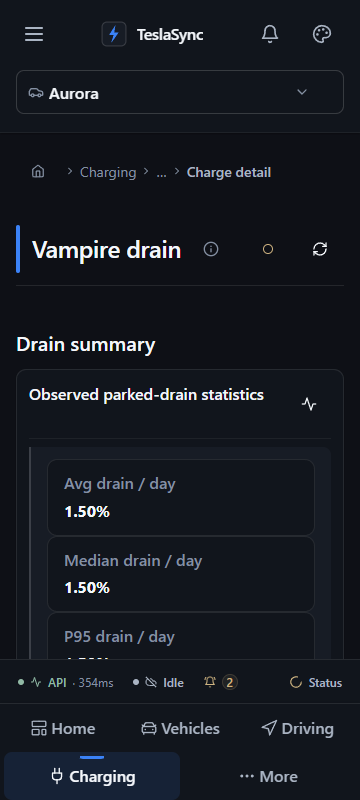 TeslaSync
Aurora
Charging > ... > Charge detail
Vampire drain
Drain summary
Observed parked-drain statistics
Avg drain / day
1.50%
Median drain / day
1.50%
P95 drain / day
API · 354ms Idle 2 Status
Home Vehicles Driving
Charging ··· More